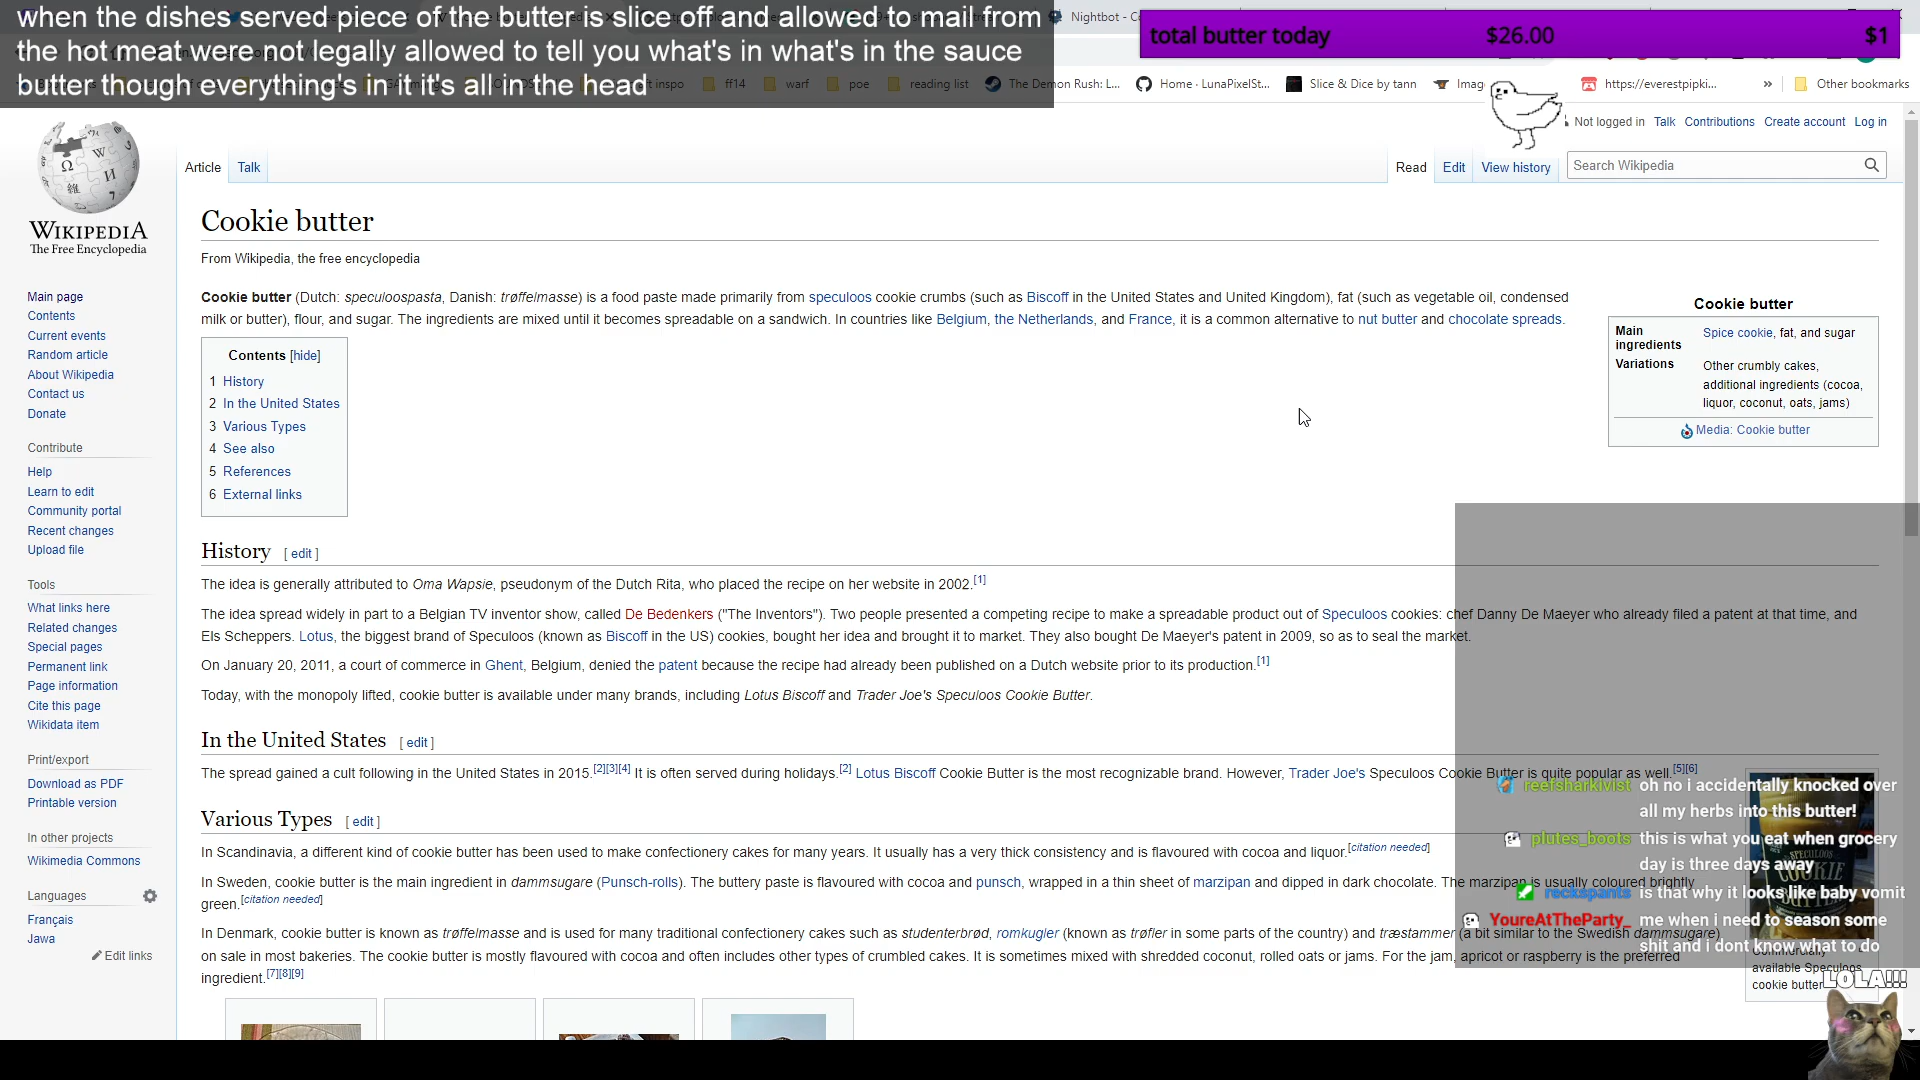 when the dishes served piece of the butter is slice off and allowed to mail from
the hot meat were not legally allowed to tell you what's in what's in the sauce
butter though everything's in it it's all in the head
Nightbot - C
total butter today $26.00 $1
ft inspo
ff14
warf
poe
reading list
The Demon Rush: L...
Home · LunaPixelSt...
Slice & Dice by tann
Imag
https://everestpipki...
»
Other bookmarks
Not logged in Talk Contributions Create account Log in
Article Talk
Read Edit View history
Search Wikipedia
WIKIPEDIA
The Free Encyclopedia
Main page
Contents
Current events
Random article
About Wikipedia
Contact us
Donate
Contribute
Help
Learn to edit
Community portal
Recent changes
Upload file
Tools
What links here
Related changes
Special pages
Permanent link
Page information
Cite this page
Wikidata item
Print/export
Download as PDF
Printable version
In other projects
Wikimedia Commons
Languages
Français
Jawa
Edit links
Cookie butter
From Wikipedia, the free encyclopedia
Cookie butter (Dutch: speculoospasta, Danish: trøffelmasse) is a food paste made primarily from speculoos cookie crumbs (such as Biscoff in the United States and United Kingdom), fat (such as vegetable oil, condensed
milk or butter), flour, and sugar. The ingredients are mixed until it becomes spreadable on a sandwich. In countries like Belgium, the Netherlands, and France, it is a common alternative to nut butter and chocolate spreads.
Cookie butter
Main ingredients
Spice cookie, fat, and sugar
Variations
Other crumbly cakes,
additional ingredients (cocoa,
liquor, coconut, oats, jams)
Media: Cookie butter
Contents [hide]
1 History
2 In the United States
3 Various Types
4 See also
5 References
6 External links
History [ edit ]
The idea is generally attributed to Oma Wapsie, pseudonym of the Dutch Rita, who placed the recipe on her website in 2002.[1]
The idea spread widely in part to a Belgian TV inventor show, called De Bedenkers ("The Inventors"). Two people presented a competing recipe to make a spreadable product out of Speculoos cookies: chef Danny De Maeyer who already filed a patent at that time, and
Els Scheppers. Lotus, the biggest brand of Speculoos (known as Biscoff in the US) cookies, bought her idea and brought it to market. They also bought De Maeyer's patent in 2009, so as to seal the market.
On January 20, 2011, a court of commerce in Ghent, Belgium, denied the patent because the recipe had already been published on a Dutch website prior to its production.[1]
Today, with the monopoly lifted, cookie butter is available under many brands, including Lotus Biscoff and Trader Joe's Speculoos Cookie Butter.
In the United States [ edit ]
The spread gained a cult following in the United States in 2015.[2][3][4] It is often served during holidays.[2] Lotus Biscoff Cookie Butter is the most recognizable brand. However, Trader Joe's Speculoos Cookie Butter is quite popular as well.[5][6]
Various Types [ edit ]
In Scandinavia, a different kind of cookie butter has been used to make confectionery cakes for many years. It usually has a very thick consistency and is flavoured with cocoa and liquor.[citation needed]
In Sweden, cookie butter is the main ingredient in dammsugare (Punsch-rolls). The buttery paste is flavoured with cocoa and punsch, wrapped in a thin sheet of marzipan and dipped in dark chocolate. The marzipan is usually coloured brightly
green.[citation needed]
In Denmark, cookie butter is known as trøffelmasse and is used for many traditional confectionery cakes such as studenterbrød, romkugler (known as trøfler in some parts of the country) and træstammer (a bit similar to the Swedish dammsugare)
on sale in most bakeries. The cookie butter is mostly flavoured with cocoa and often includes other types of crumbled cakes. It is sometimes mixed with shredded coconut, rolled oats or jams. For the jam, apricot or raspberry is the preferred
ingredient.[7][8][9]
reefsharkivist oh no i accidentally knocked over
all my herbs into this butter!
plutes_boots this is what you eat when grocery
day is three days away
reckspants is that why it looks like baby vomit
YoureAtTheParty_ me when i need to season some
shit and i dont know what to do
SPECULOOS
COOKIE
BUTTER
Commercially
available Speculoos
cookie butter
LOLA!!!